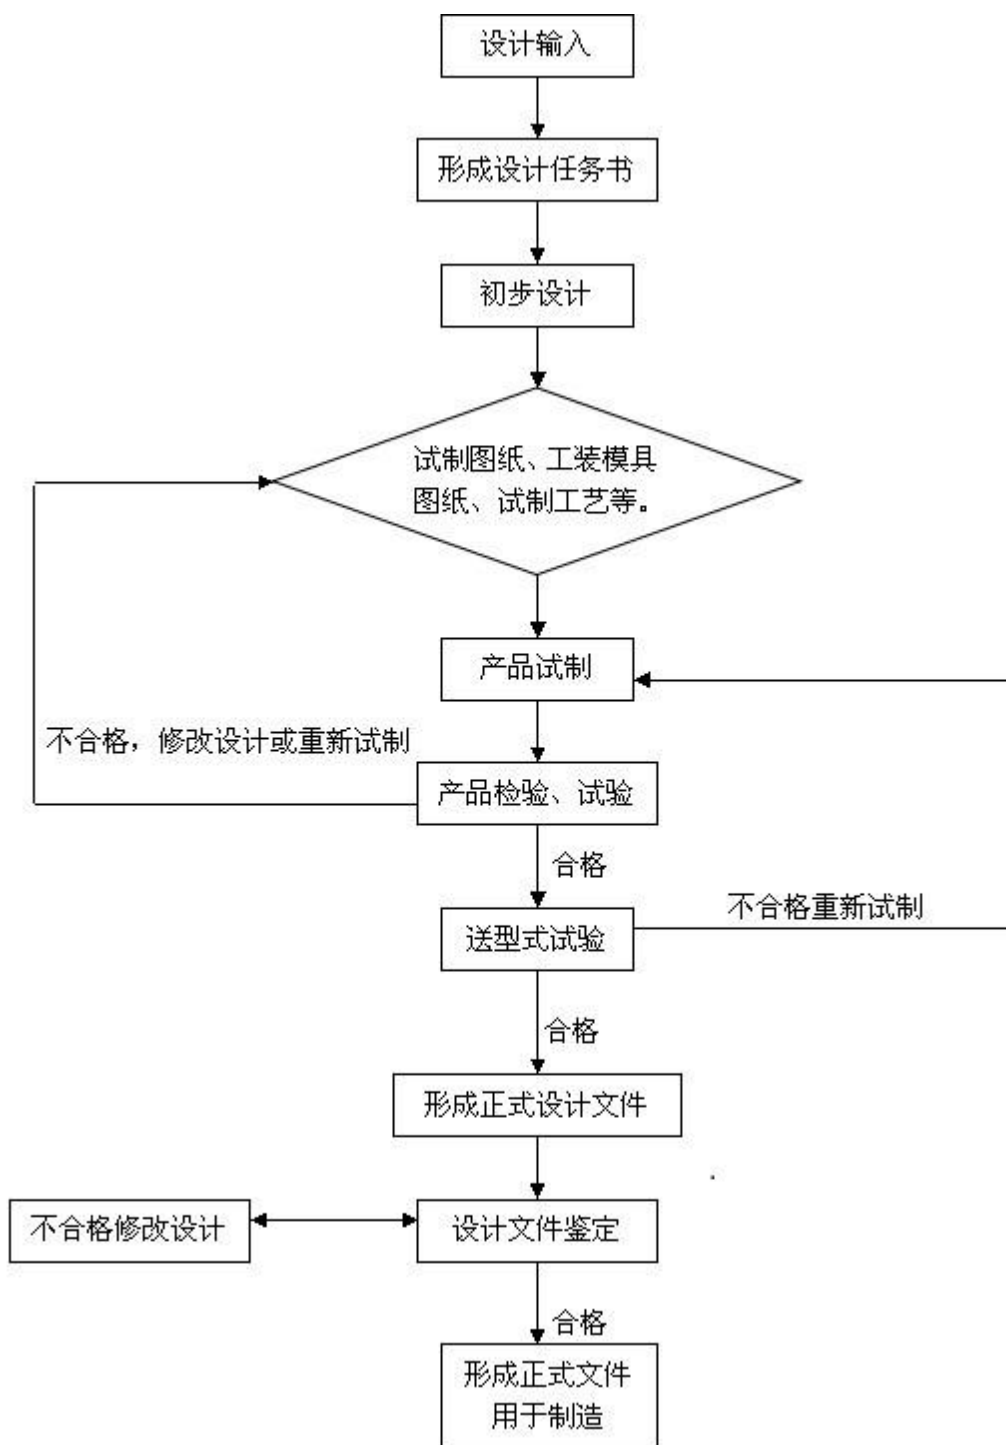 设计输入
形成设计任务书
初步设计
试制图纸、工装模具
图纸、试制工艺等。
产品试制
不合格，修改设计或重新试制
产品检验、试验
合格
不合格重新试制
送型式试验
合格
形成正式设计文件
不合格修改设计
设计文件鉴定
合格
形成正式文件
用于制造